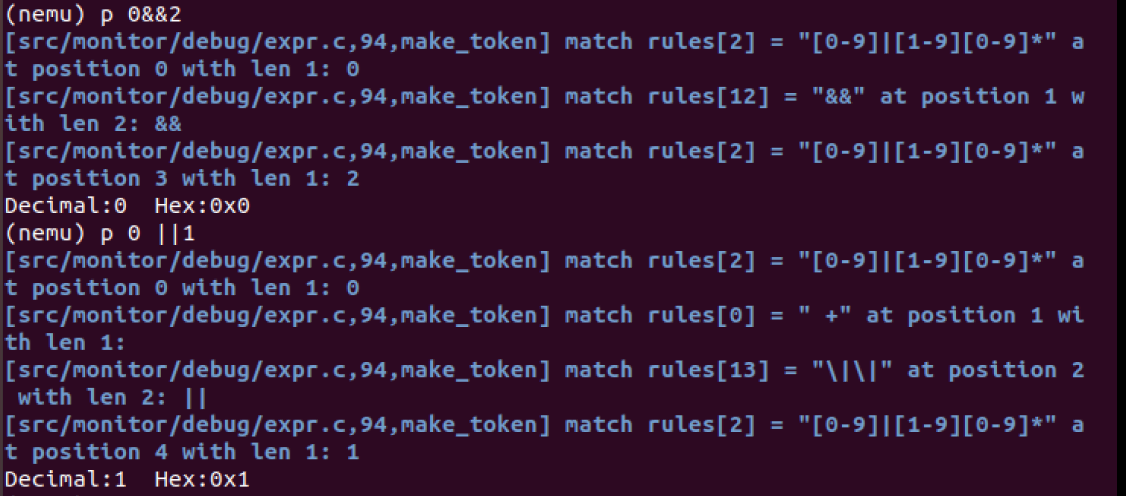 (nemu) p 0&&2
[src/monitor/debug/expr.c,94,make_token] match rules[2] = "[0-9]|[1-9][0-9]*" a
t position 0 with len 1: 0
[src/monitor/debug/expr.c,94,make_token] match rules[12] = "&&" at position 1 w
ith len 2: &&
[src/monitor/debug/expr.c,94,make_token] match rules[2] = "[0-9]|[1-9][0-9]*" a
t position 3 with len 1: 2
Decimal:0  Hex:0x0
(nemu) p 0 ||1
[src/monitor/debug/expr.c,94,make_token] match rules[2] = "[0-9]|[1-9][0-9]*" a
t position 0 with len 1: 0
[src/monitor/debug/expr.c,94,make_token] match rules[0] = " +" at position 1 wi
th len 1:
[src/monitor/debug/expr.c,94,make_token] match rules[13] = "\|\|" at position 2
 with len 2: ||
[src/monitor/debug/expr.c,94,make_token] match rules[2] = "[0-9]|[1-9][0-9]*" a
t position 4 with len 1: 1
Decimal:1  Hex:0x1